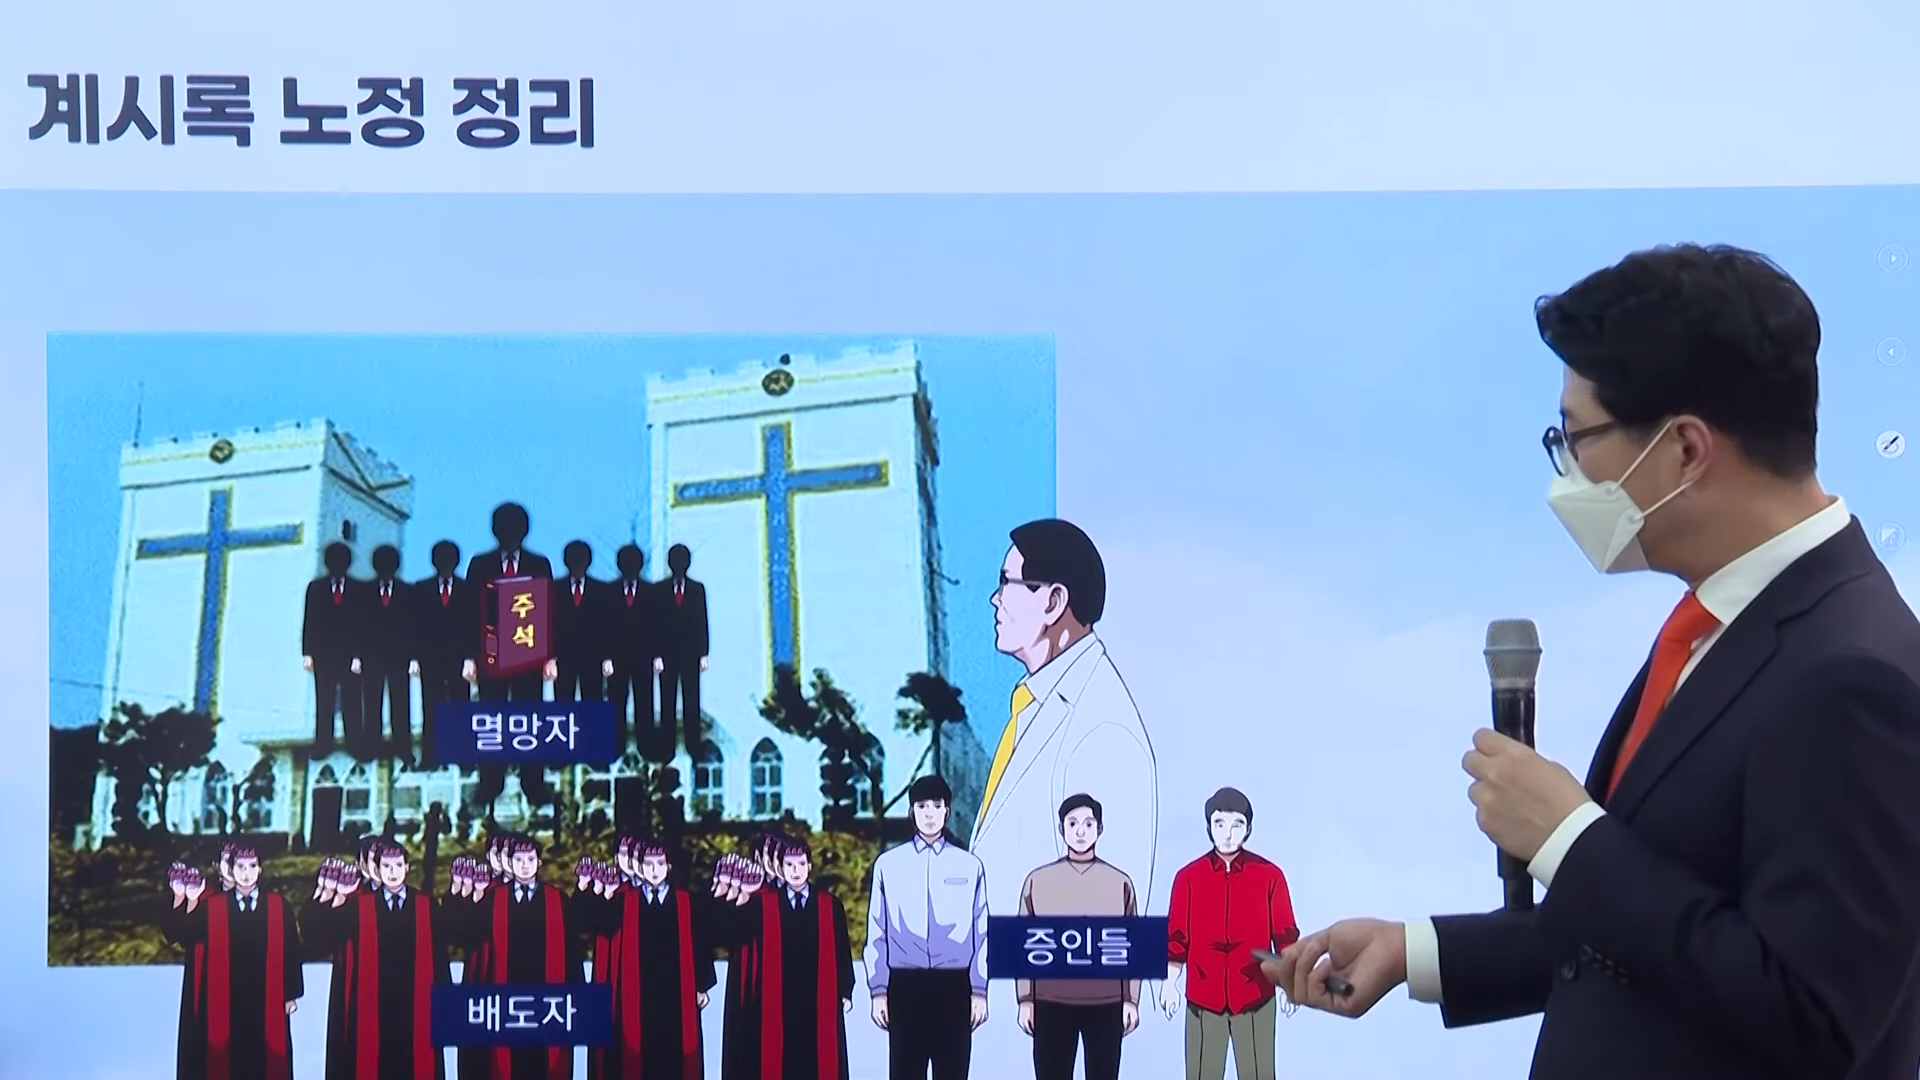 계시록 노정 정리
주석
멸망자
증인들
배도자